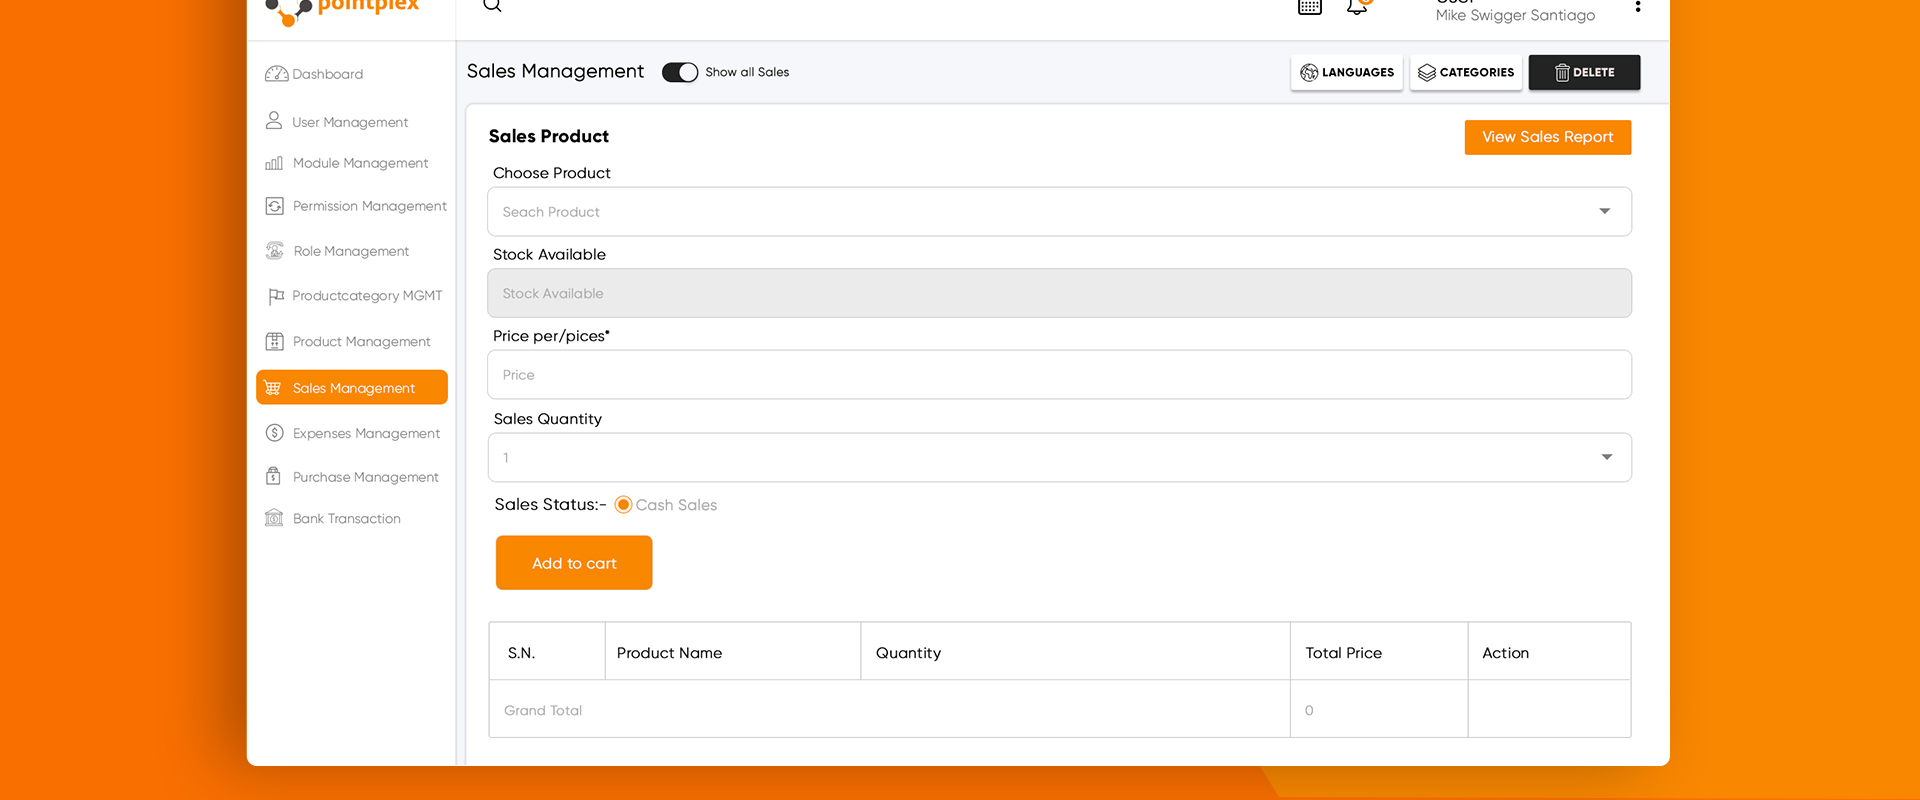 pointplex
Mike Swigger Santiago
Dashboard
User Management
Module Management
Permission Management
Role Management
Productcategory MGMT
Product Management
Sales Management
Expenses Management
Purchase Management
Bank Transaction
Sales Management
Show all Sales
LANGUAGES
CATEGORIES
DELETE
Sales Product
View Sales Report
Choose Product
Seach Product
Stock Available
Stock Available
Price per/pices*
Price
Sales Quantity
1
Sales Status:- Cash Sales
Add to cart
S.N. Product Name Quantity Total Price Action
Grand Total 0